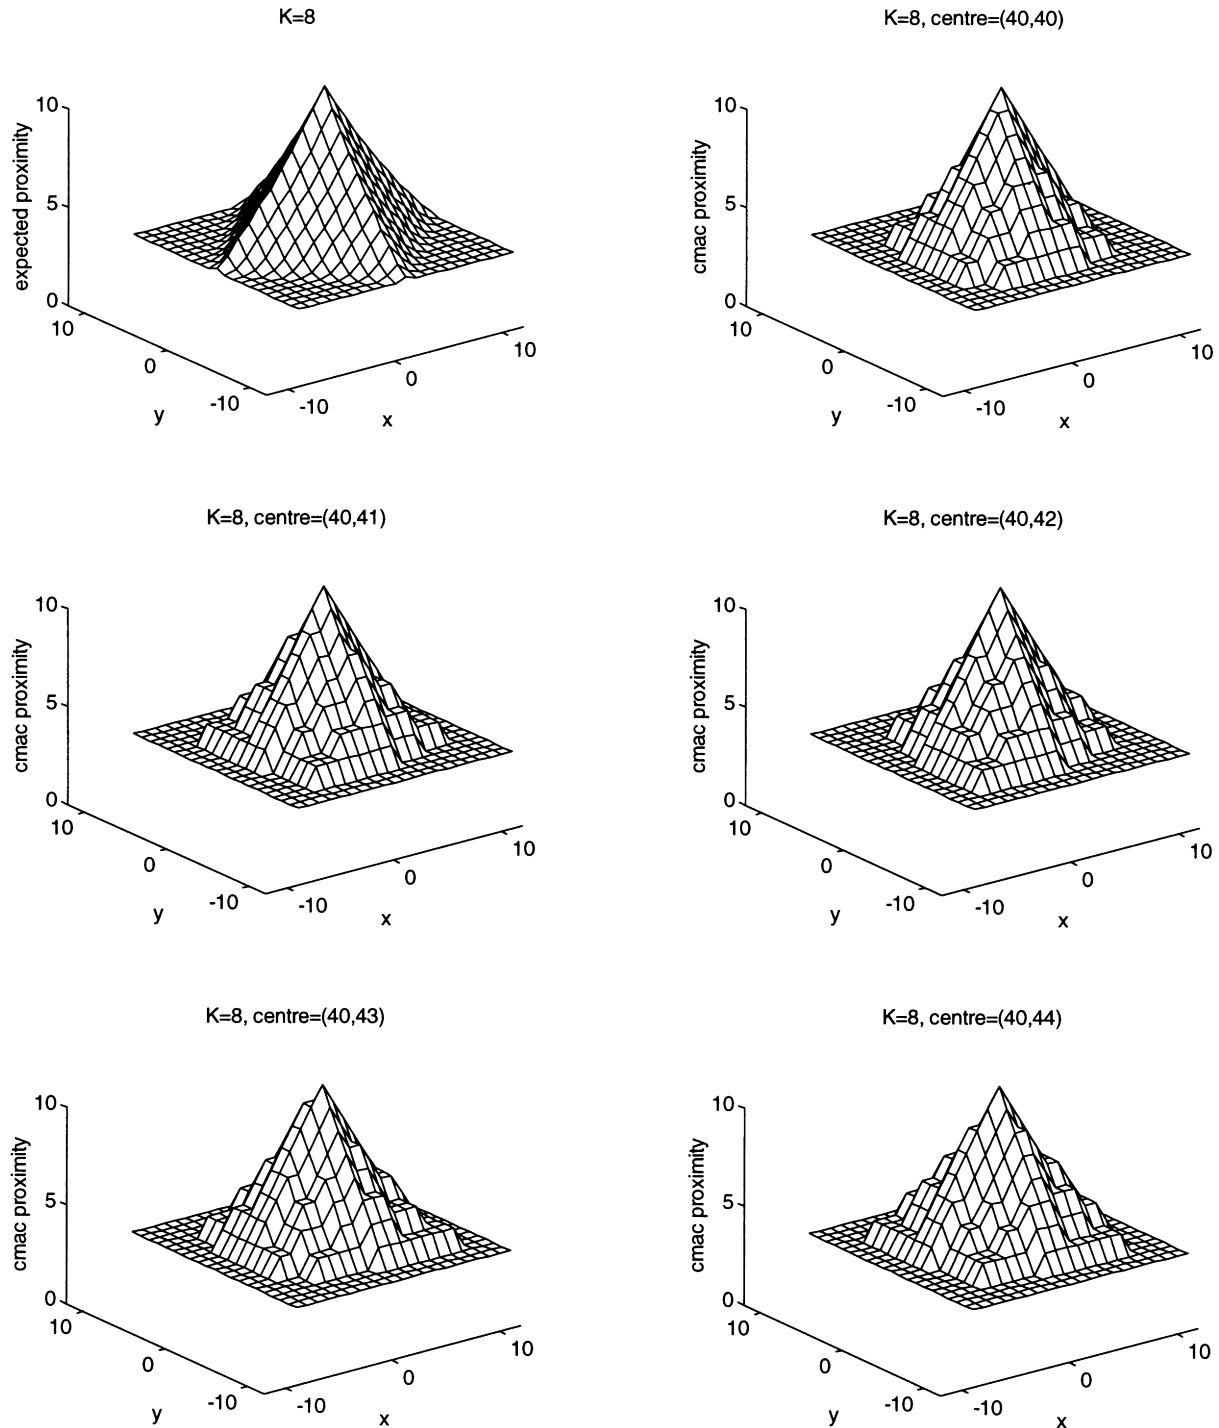 K=8
10
5
0
expected proximity
10
0
-10
y
-10
0
10
x
K=8, centre=(40,40)
10
5
0
cmac proximity
10
0
-10
y
-10
0
10
x
K=8, centre=(40,41)
10
5
0
cmac proximity
10
0
-10
y
-10
0
10
x
K=8, centre=(40,42)
10
5
0
cmac proximity
10
0
-10
y
-10
0
10
x
K=8, centre=(40,43)
10
5
0
cmac proximity
10
0
-10
y
-10
0
10
x
K=8, centre=(40,44)
10
5
0
cmac proximity
10
0
-10
y
-10
0
10
x